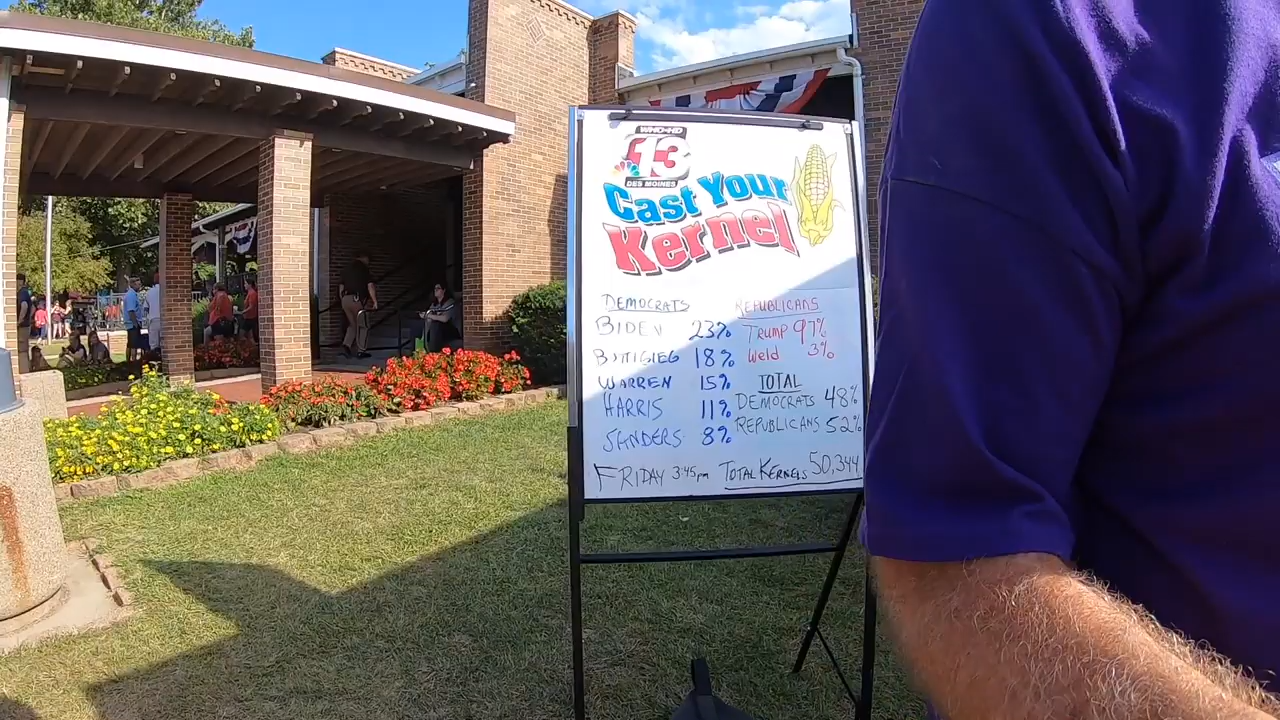 WHO-HD
13
DES MOINES
Cast Your
Kernel
DEMOCRATS
BIDEN 23%
BUTIGIEG 18%
WARREN 15%
HARRIS 11%
SANDERS 8%
REPUBLICANS
Trump 97%
Weld 3%
TOTAL
DEMOCRATS 48%
REPUBLICANS 52%
FRIDAY 3:45pm TOTAL KERNELS 50,344